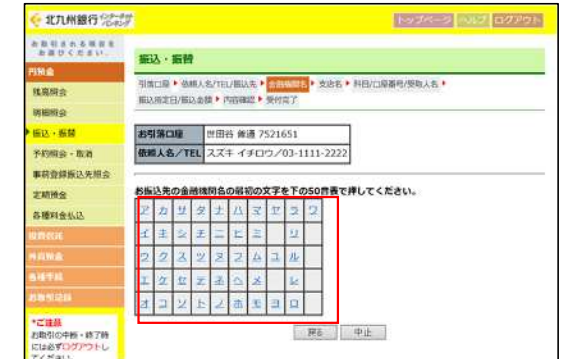 北九州銀行 インターネット バンキング
トップページ ヘルプ ログアウト
お取引される項目を
お選びください。
円預金
残高照会
明細照会
振込・振替
予約照会・取消
事前登録振込先照会
定期預金
各種料金払込
投資信託
外貨預金
各種手続
お取引記録
*ご注意
お取引の中断・終了時
には必ずログアウトし
てください。
振込・振替
引落口座 依頼人名/TEL/振込先 金融機関名 支店名 科目/口座番号/受取人名
振込指定日/振込金額 内容確認 受付完了
お引落口座 世田谷 普通 7521651
依頼人名/TEL スズキ イチロウ/03-1111-2222
お振込先の金融機関名の最初の文字を下の50音表で押してください。
ア カ サ タ ナ ハ マ ヤ ラ ワ
イ キ シ チ ニ ヒ ミ リ
ウ ク ス ツ ヌ フ ム ユ ル
エ ケ セ テ ネ ヘ メ レ
オ コ ソ ト ノ ホ モ ヨ ロ
戻る 中止